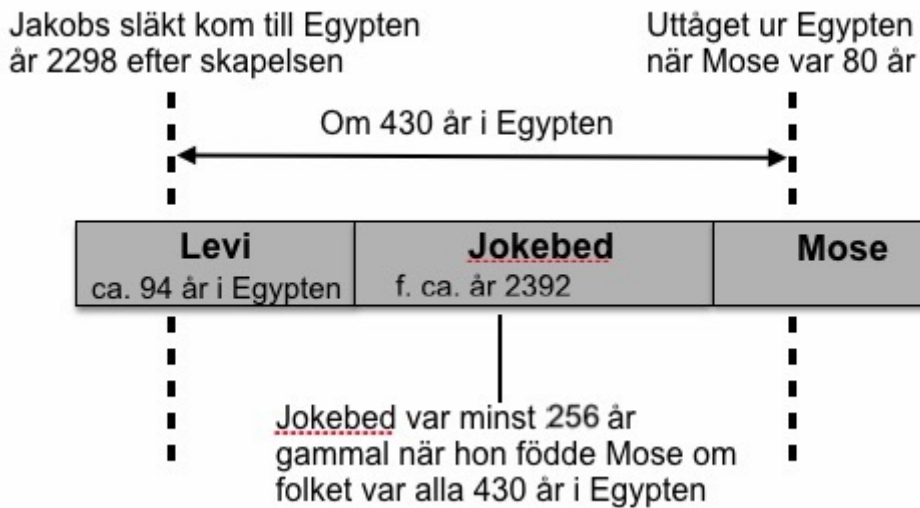 Jakobs släkt kom till Egypten
år 2298 efter skapelsen
Uttåget ur Egypten
när Mose var 80 år
Om 430 år i Egypten
Levi
ca. 94 år i Egypten
Jokebed
f. ca. år 2392
Mose
Jokebed var minst 256 år
gammal när hon födde Mose om
folket var alla 430 år i Egypten